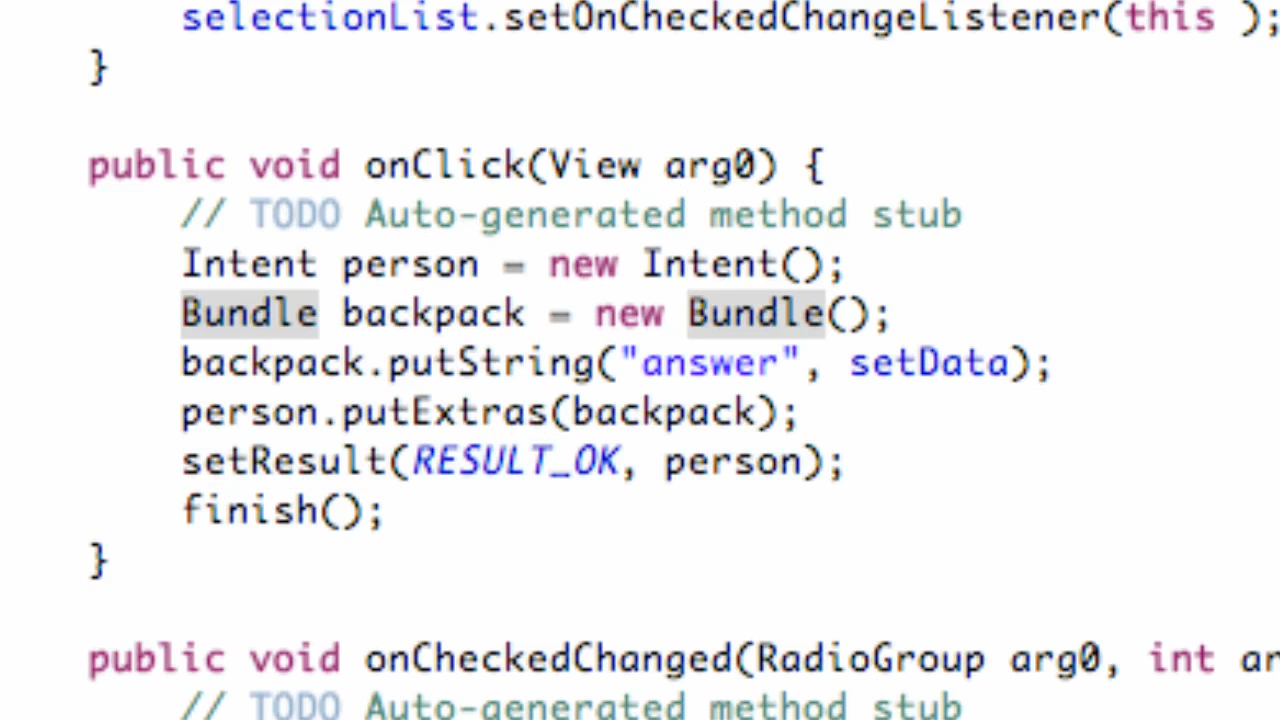 selectionList.setOnCheckedChangeListener(this );
}
public void onClick(View arg0) {
// TODO Auto-generated method stub
Intent person = new Intent();
Bundle backpack = new Bundle();
backpack.putString("answer", setData);
person.putExtras(backpack);
setResult(RESULT_OK, person);
finish();
}
public void onCheckedChanged(RadioGroup arg0, int ar
// TODO Auto-generated method stub